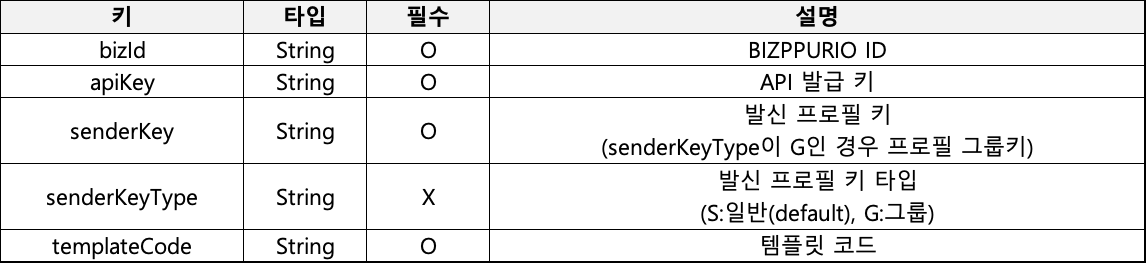 키 타입 필수 설명
bizId String O BIZPPURIO ID
apiKey String O API 발급 키
senderKey String O 발신 프로필 키
(senderKeyType이 G인 경우 프로필 그룹키)
senderKeyType String X 발신 프로필 키 타입
(S:일반(default), G:그룹)
templateCode String O 템플릿 코드